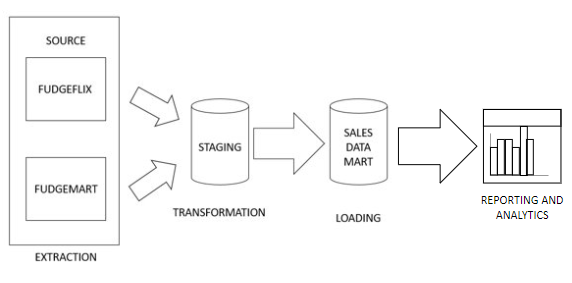 SOURCE
FUDGEFLIX
FUDGEMART
EXTRACTION
STAGING
TRANSFORMATION
SALES
DATA
MART
LOADING
REPORTING AND
ANALYTICS